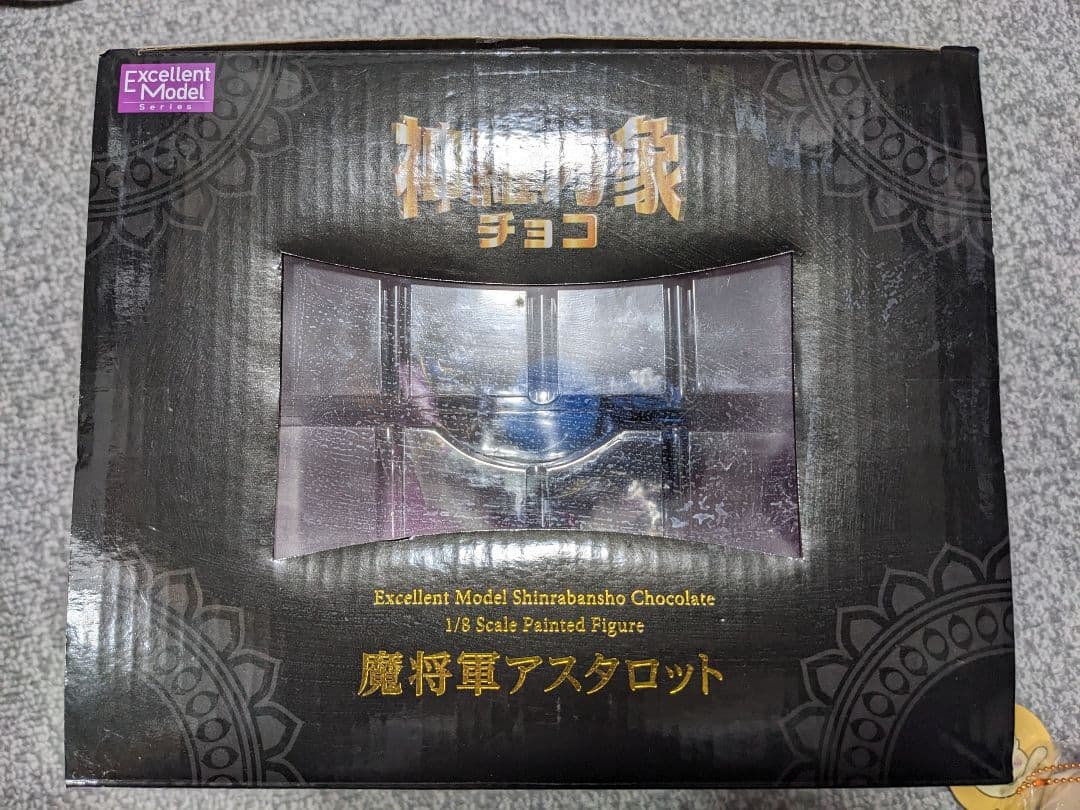 Excellent
Model
Series
神羅万象
チョコ
Excellent Model Shinrabansho Chocolate
1/8 Scale Painted Figure
魔将軍アスタロット